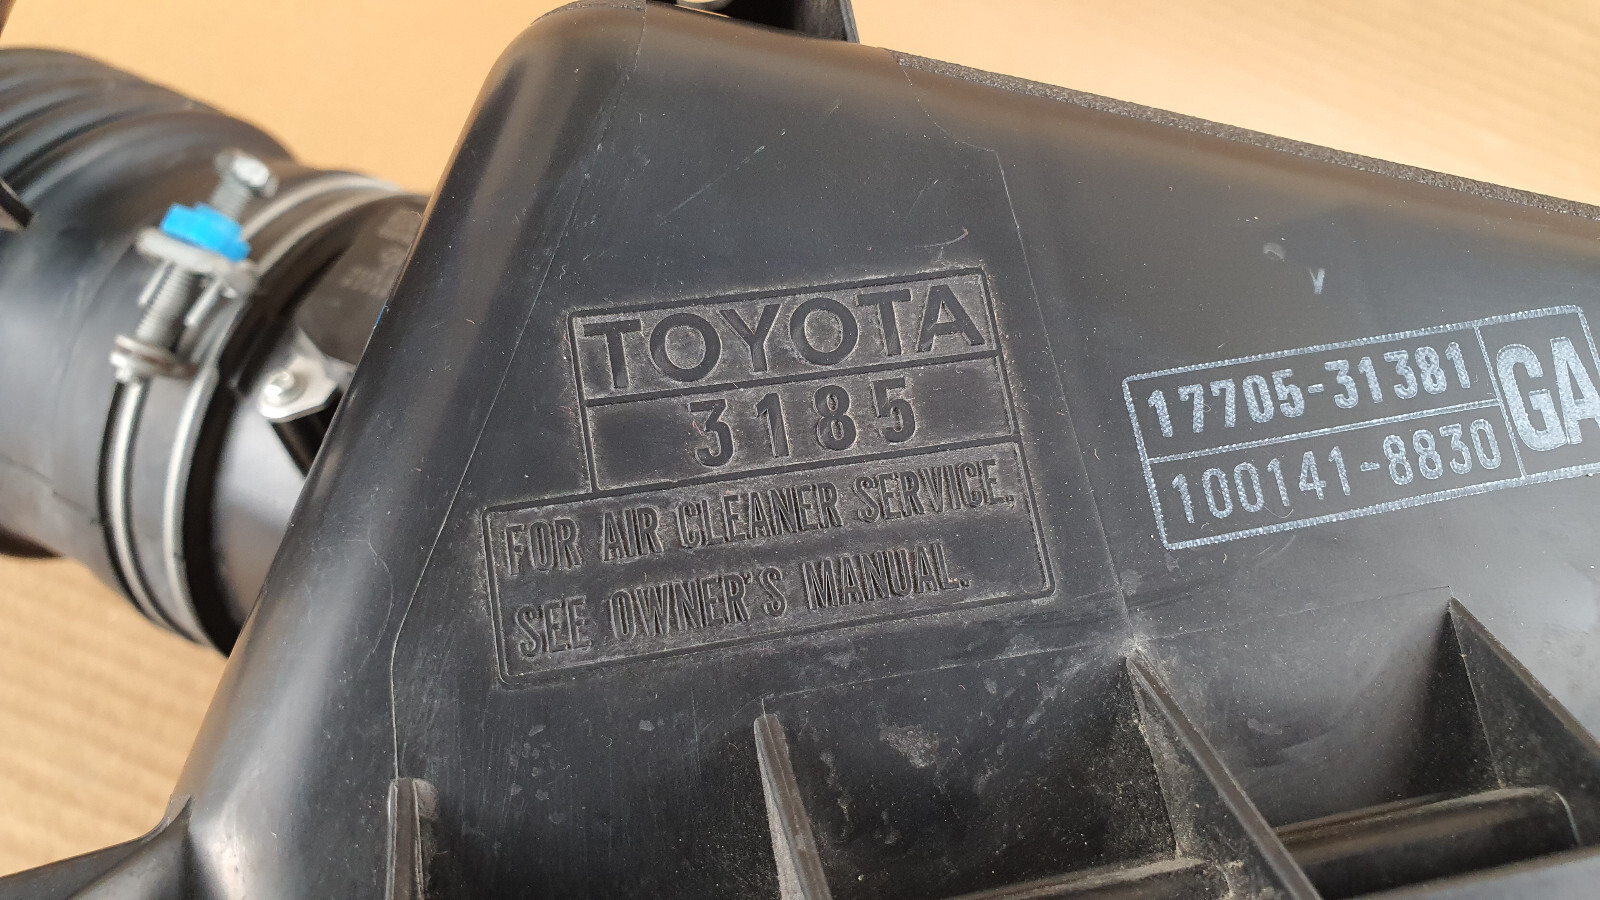 TOYOTA
3185
FOR AIR CLEANER SERVICE,
SEE OWNER'S MANUAL.
17705-31381
100141-8830
GA